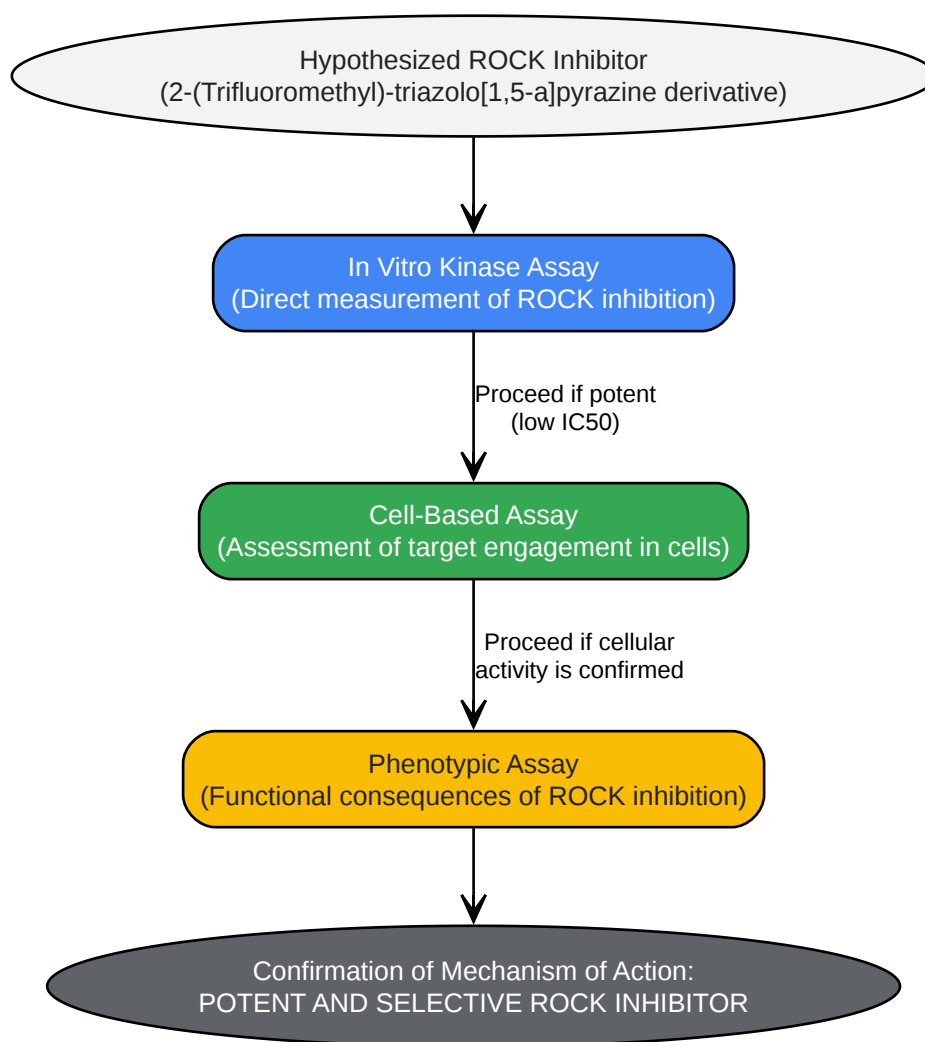 Hypothesized ROCK Inhibitor
(2-(Trifluoromethyl)-triazolo[1,5-a]pyrazine derivative)
In Vitro Kinase Assay
(Direct measurement of ROCK inhibition)
Proceed if potent
(low IC50)
Cell-Based Assay
(Assessment of target engagement in cells)
Proceed if cellular
activity is confirmed
Phenotypic Assay
(Functional consequences of ROCK inhibition)
Confirmation of Mechanism of Action:
POTENT AND SELECTIVE ROCK INHIBITOR